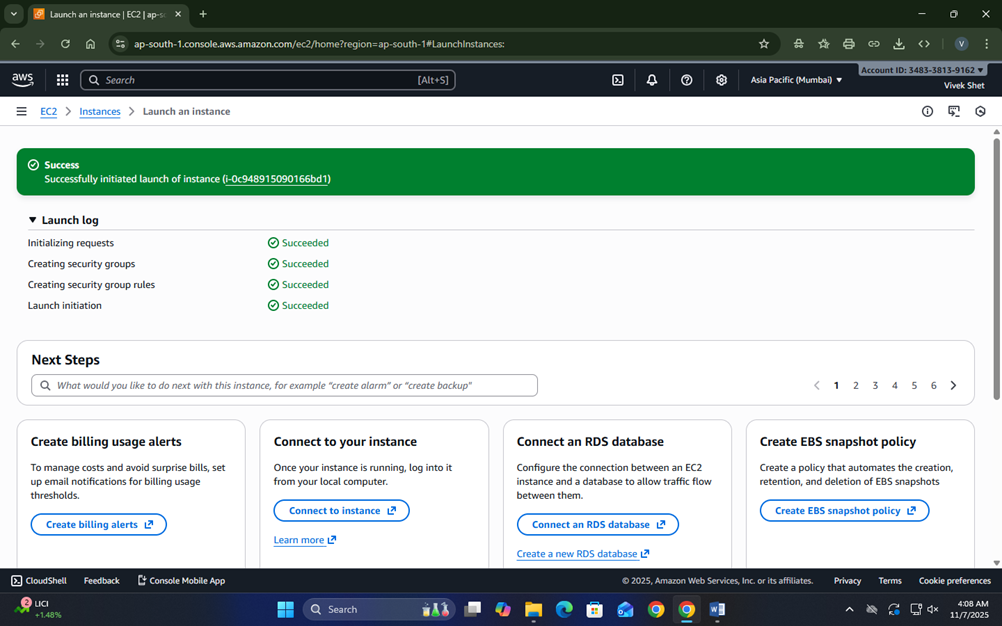 Launch an instance | EC2 | ap-so
ap-south-1.console.aws.amazon.com/ec2/home?region=ap-south-1#LaunchInstances:
V
aws
Search
[Alt+S]
Asia Pacific (Mumbai)
Account ID: 3483-3813-9162
Vivek Shet
EC2
Instances
Launch an instance
Success
Successfully initiated launch of instance (i-0c948915090166bd1)
Launch log
Initializing requests
Succeeded
Creating security groups
Succeeded
Creating security group rules
Succeeded
Launch initiation
Succeeded
Next Steps
What would you like to do next with this instance, for example "create alarm" or "create backup"
1 2 3 4 5 6
Create billing usage alerts
To manage costs and avoid surprise bills, set
up email notifications for billing usage
thresholds.
Create billing alerts
Connect to your instance
Once your instance is running, log into it
from your local computer.
Connect to instance
Learn more
Connect an RDS database
Configure the connection between an EC2
instance and a database to allow traffic flow
between them.
Connect an RDS database
Create a new RDS database
Create EBS snapshot policy
Create a policy that automates the creation,
retention, and deletion of EBS snapshots
Create EBS snapshot policy
CloudShell
Feedback
Console Mobile App
© 2025, Amazon Web Services, Inc. or its affiliates.
Privacy
Terms
Cookie preferences
2
LICI
+1.48%
Search
4:08 AM
11/7/2025